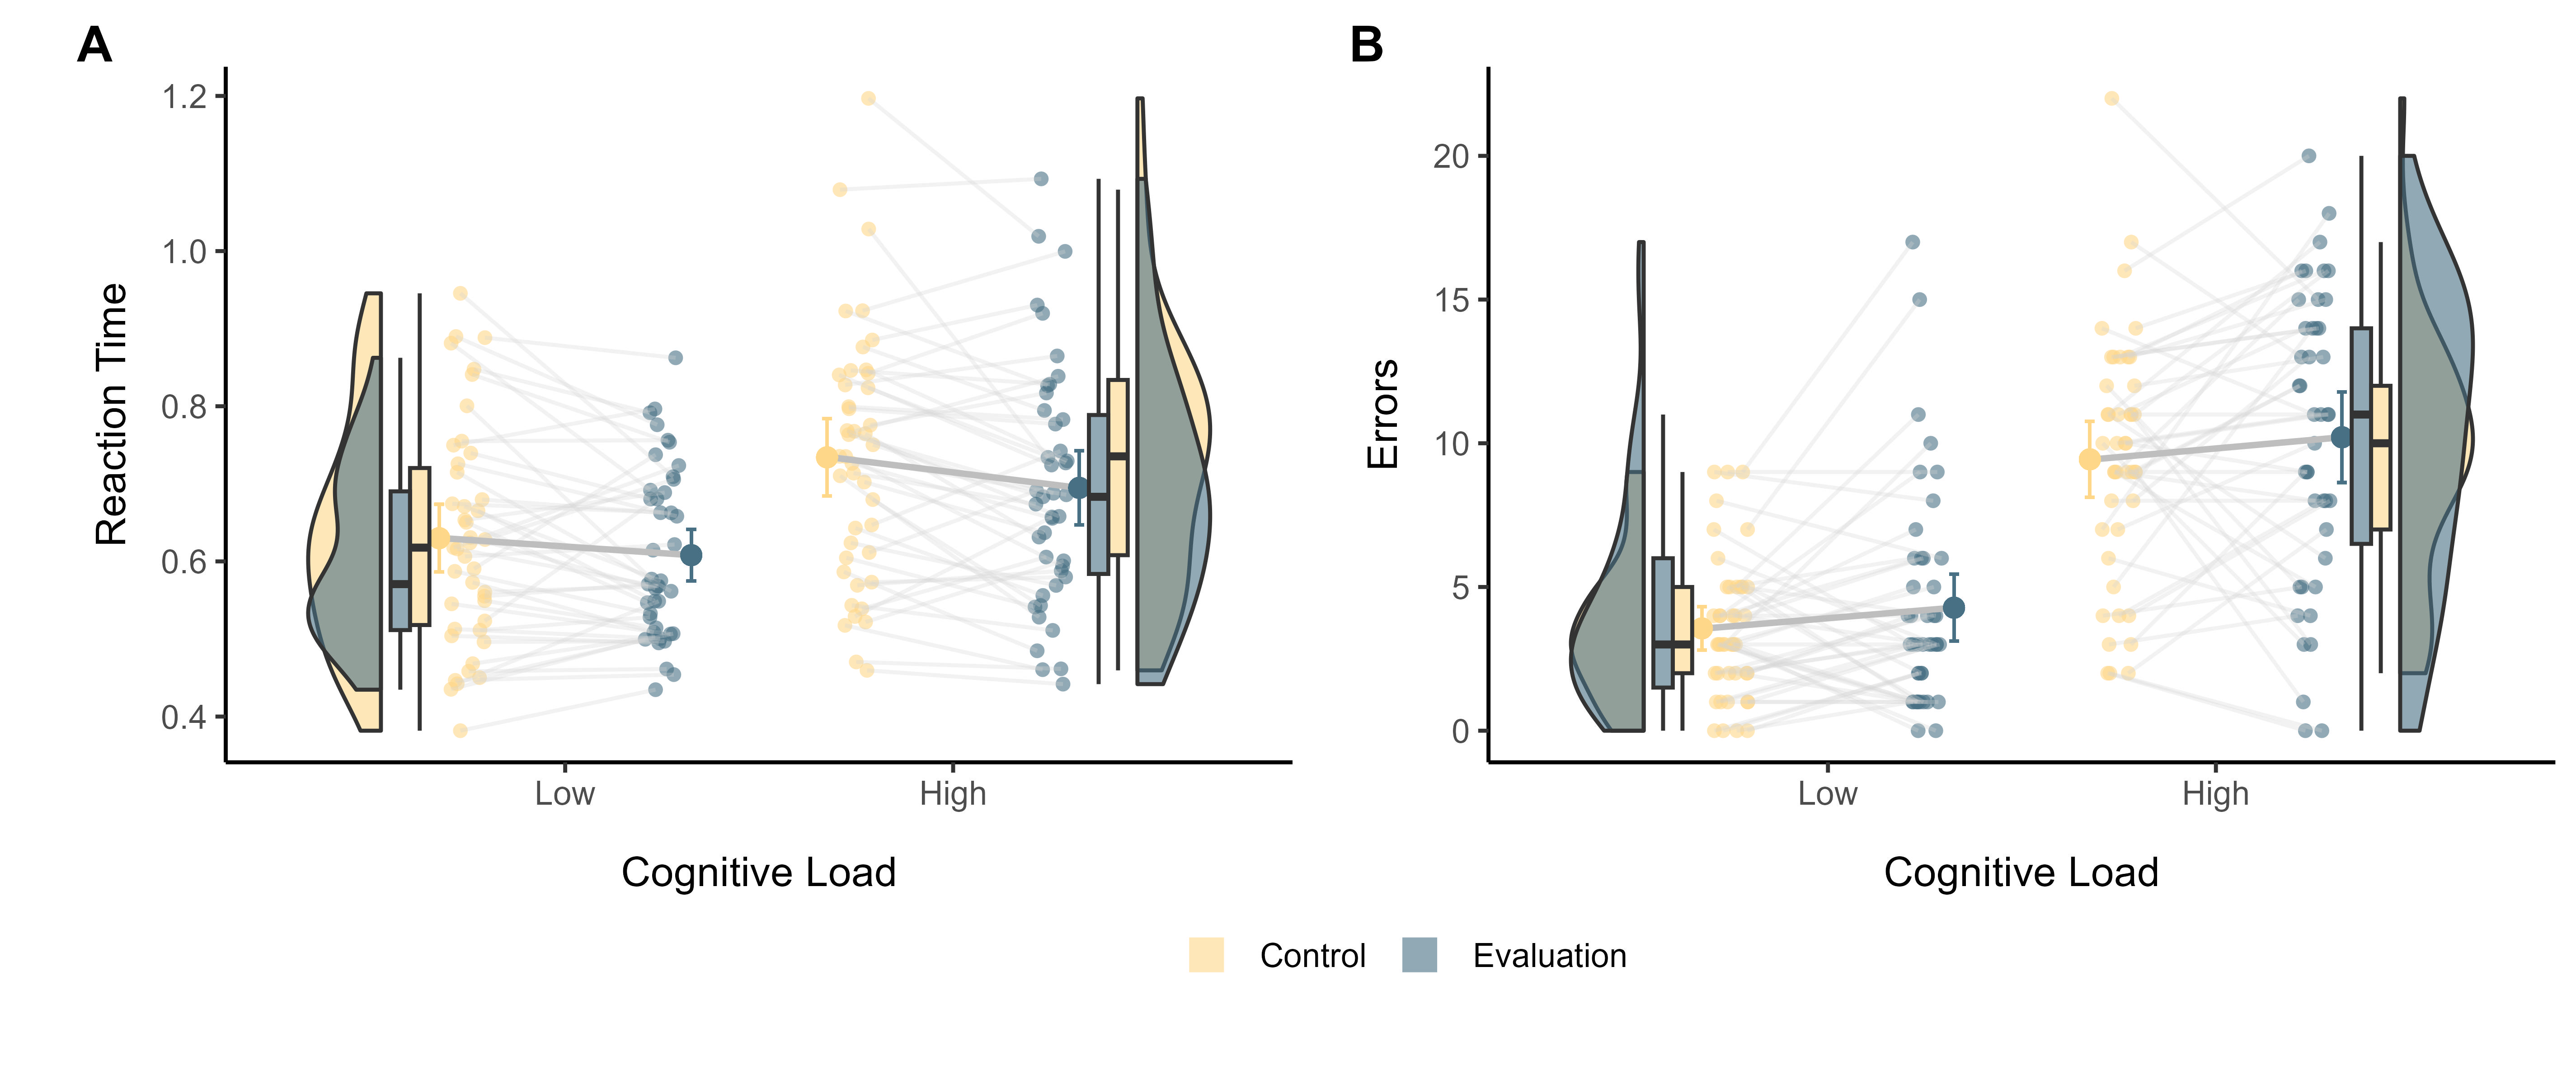 A
B
1.2
1.0
0.8
0.6
0.4
Reaction Time
Low
High
Cognitive Load
20
15
10
5
0
Errors
Low
High
Cognitive Load
Control
Evaluation